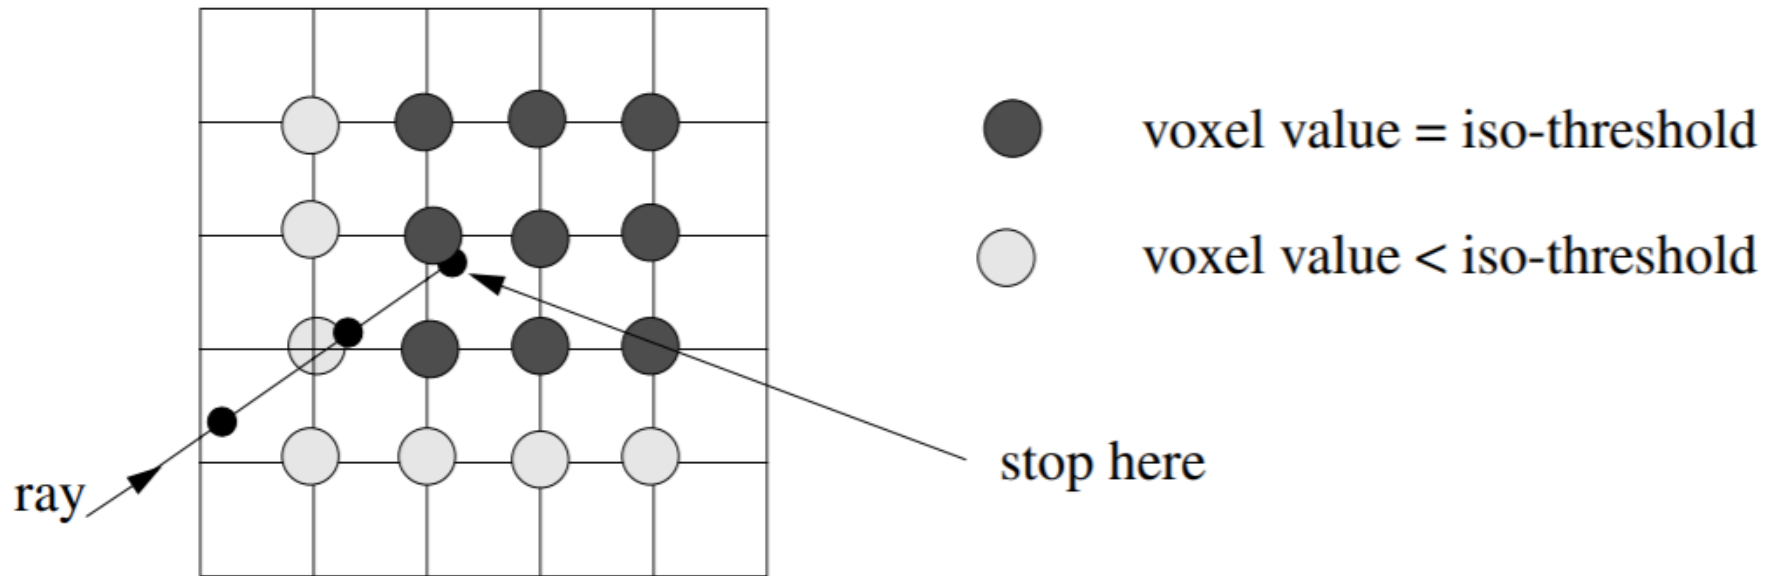 voxel value = iso-threshold
voxel value < iso-threshold
stop here
ray